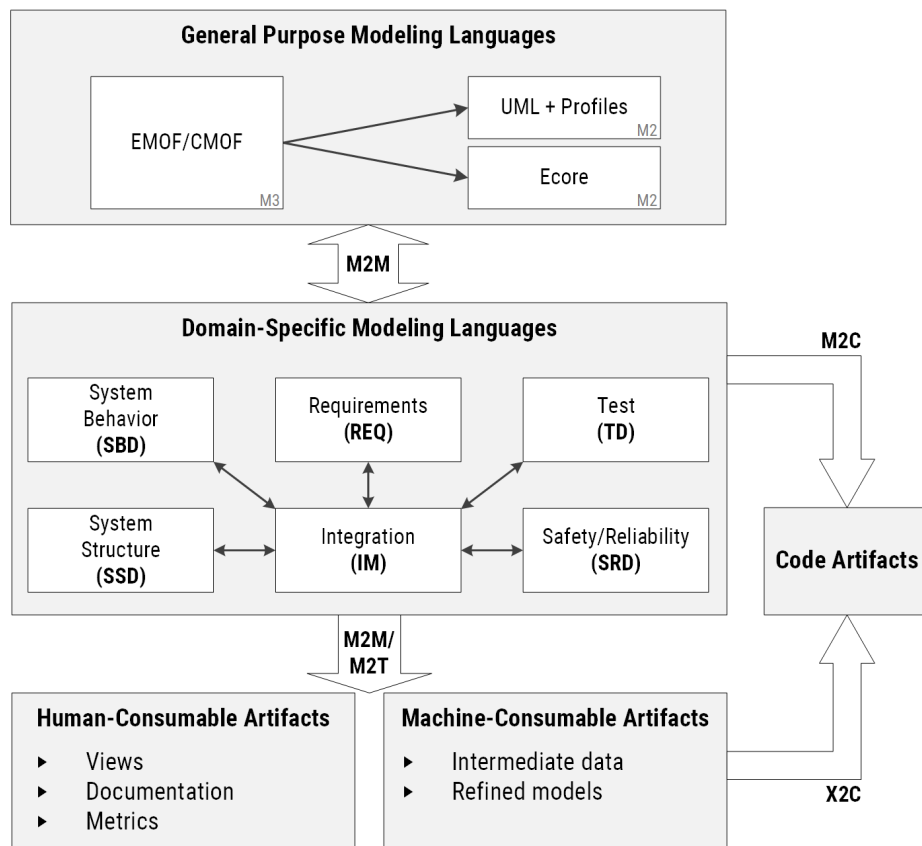 General Purpose Modeling Languages
EMOF/CMOF
M3
UML + Profiles
M2
Ecore
M2
M2M
Domain-Specific Modeling Languages
System
Behavior
(SBD)
Requirements
(REQ)
Test
(TD)
System
Structure
(SSD)
Integration
(IM)
Safety/Reliability
(SRD)
M2C
Code Artifacts
M2M/
M2T
Human-Consumable Artifacts
Views
Documentation
Metrics
Machine-Consumable Artifacts
Intermediate data
Refined models
X2C